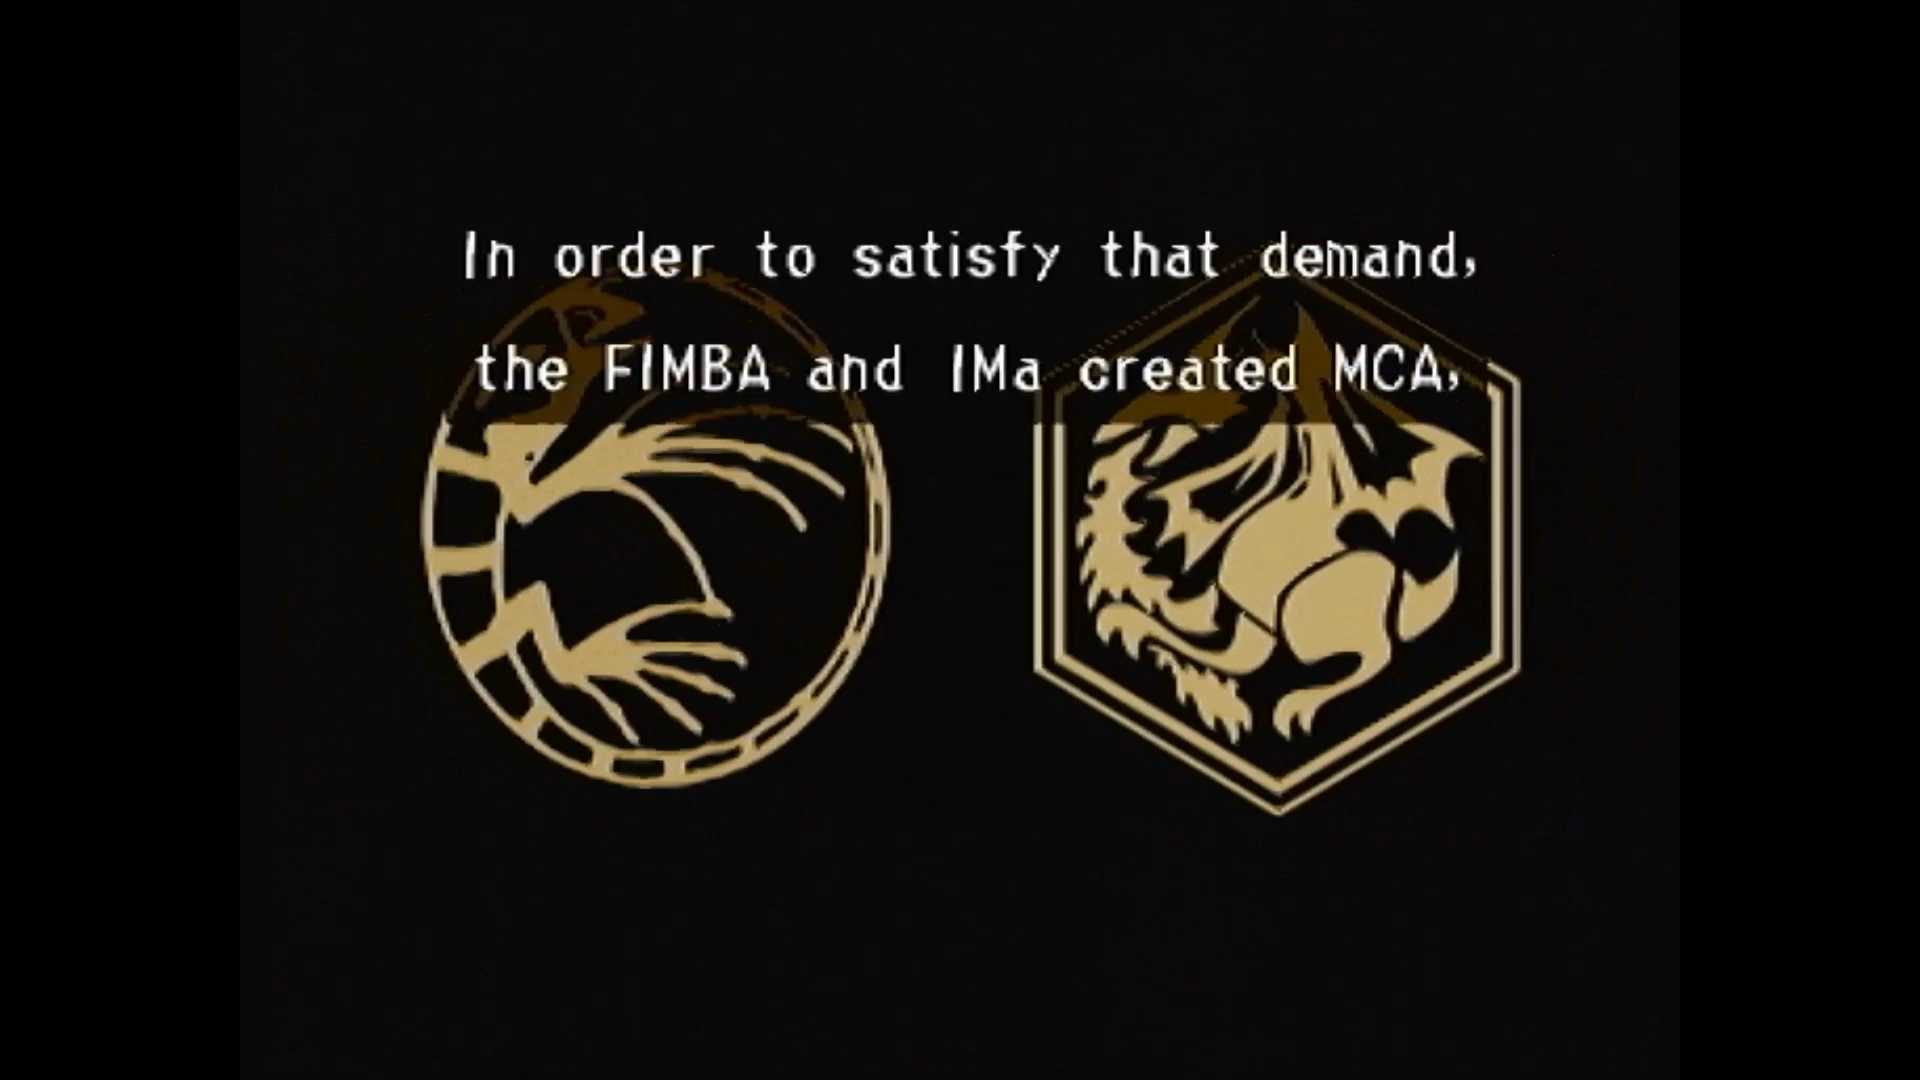 In order to satisfy that demand,
the FIMBA and IMa created MCA,